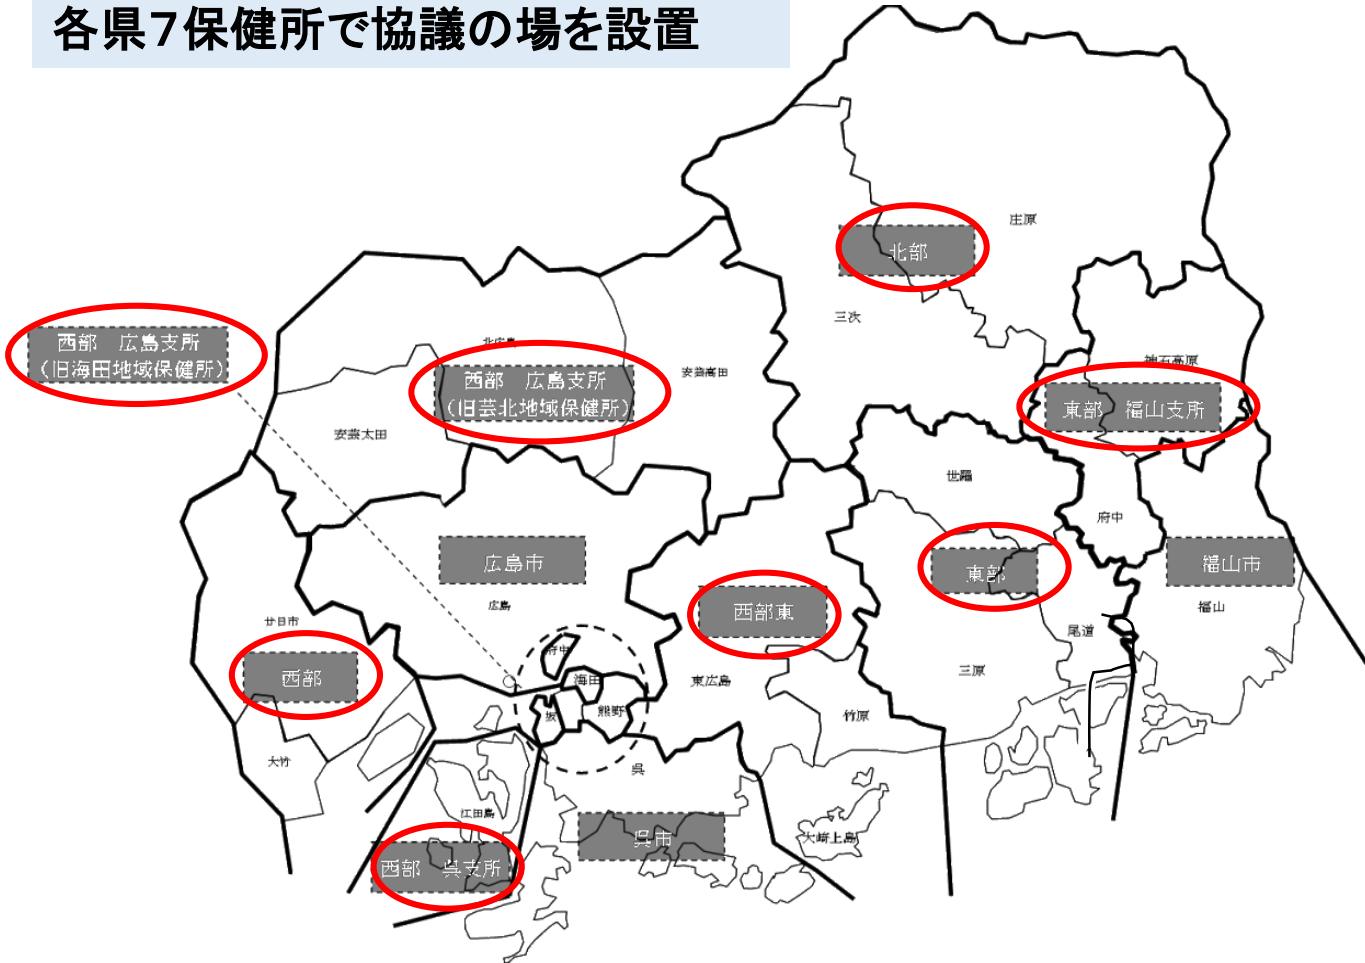 各県7保健所で協議の場を設置
庄原
北部
三次
西部　広島支所
（旧海田地域保健所）
北広島
西部　広島支所
（旧芸北地域保健所）
安芸高田
神石高原
東部　福山支所
安芸太田
世羅
府中
広島市
東部
福山市
広島
西部東
福山
廿日市
尾道
府中
西部
海田
東広島
三原
坂
熊野
竹原
大竹
呉
江田島
呉市
大崎上島
西部　呉支所